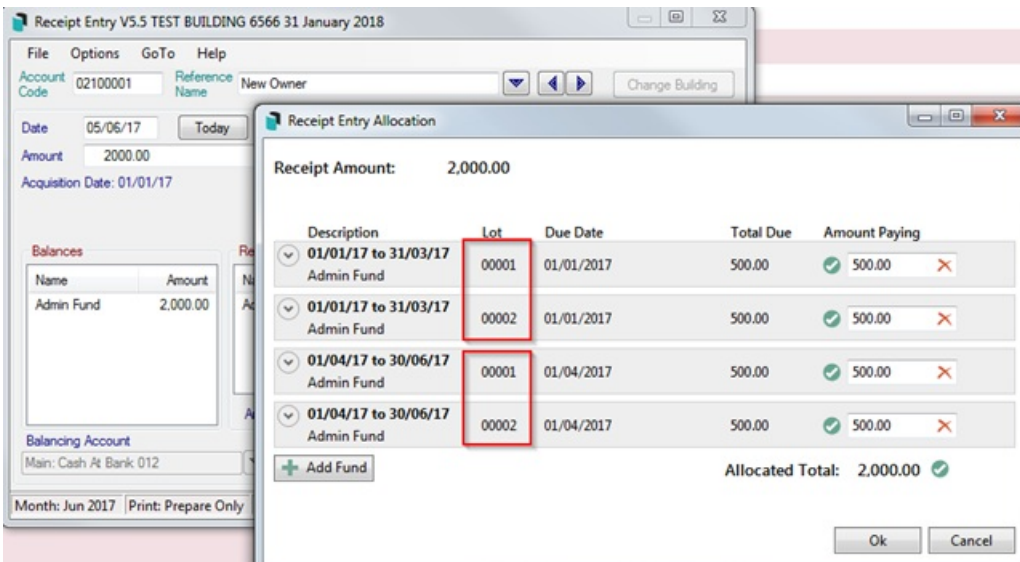 Receipt Entry V5.5 TEST BUILDING 6566 31 January 2018
File Options GoTo Help
Account Code 02100001 Reference Name New Owner Change Building
Date 05/06/17 Today
Amount 2000.00
Acquisition Date: 01/01/17
Balances
Name Amount
Admin Fund 2,000.00
Balancing Account
Main: Cash At Bank 012
Month: Jun 2017 Print: Prepare Only
Receipt Entry Allocation
Receipt Amount: 2,000.00
Description Lot Due Date Total Due Amount Paying
01/01/17 to 31/03/17
Admin Fund 00001 01/01/2017 500.00 500.00
01/01/17 to 31/03/17
Admin Fund 00002 01/01/2017 500.00 500.00
01/04/17 to 30/06/17
Admin Fund 00001 01/04/2017 500.00 500.00
01/04/17 to 30/06/17
Admin Fund 00002 01/04/2017 500.00 500.00
Add Fund Allocated Total: 2,000.00
Ok Cancel